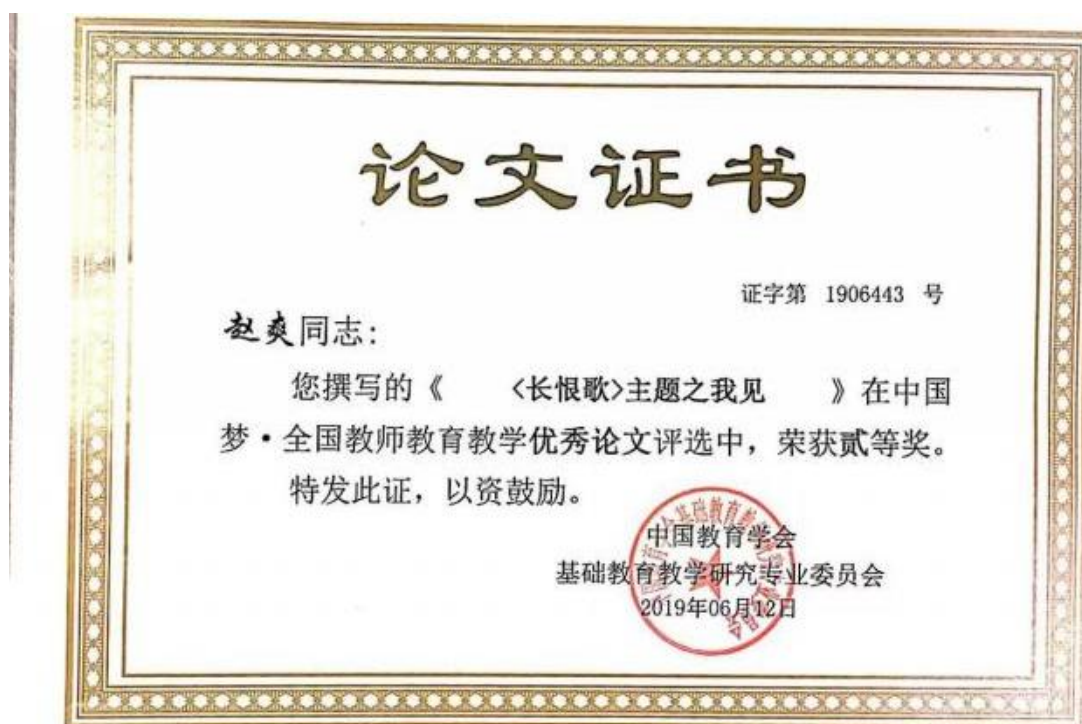 论文证书
证字第 1906443 号
赵爽同志:
您撰写的《 <长恨歌>主题之我见 》在中国
梦·全国教师教育教学优秀论文评选中，荣获贰等奖。
特发此证，以资鼓励。
中国教育学会
基础教育教学研究专业委员会
2019年06月12日